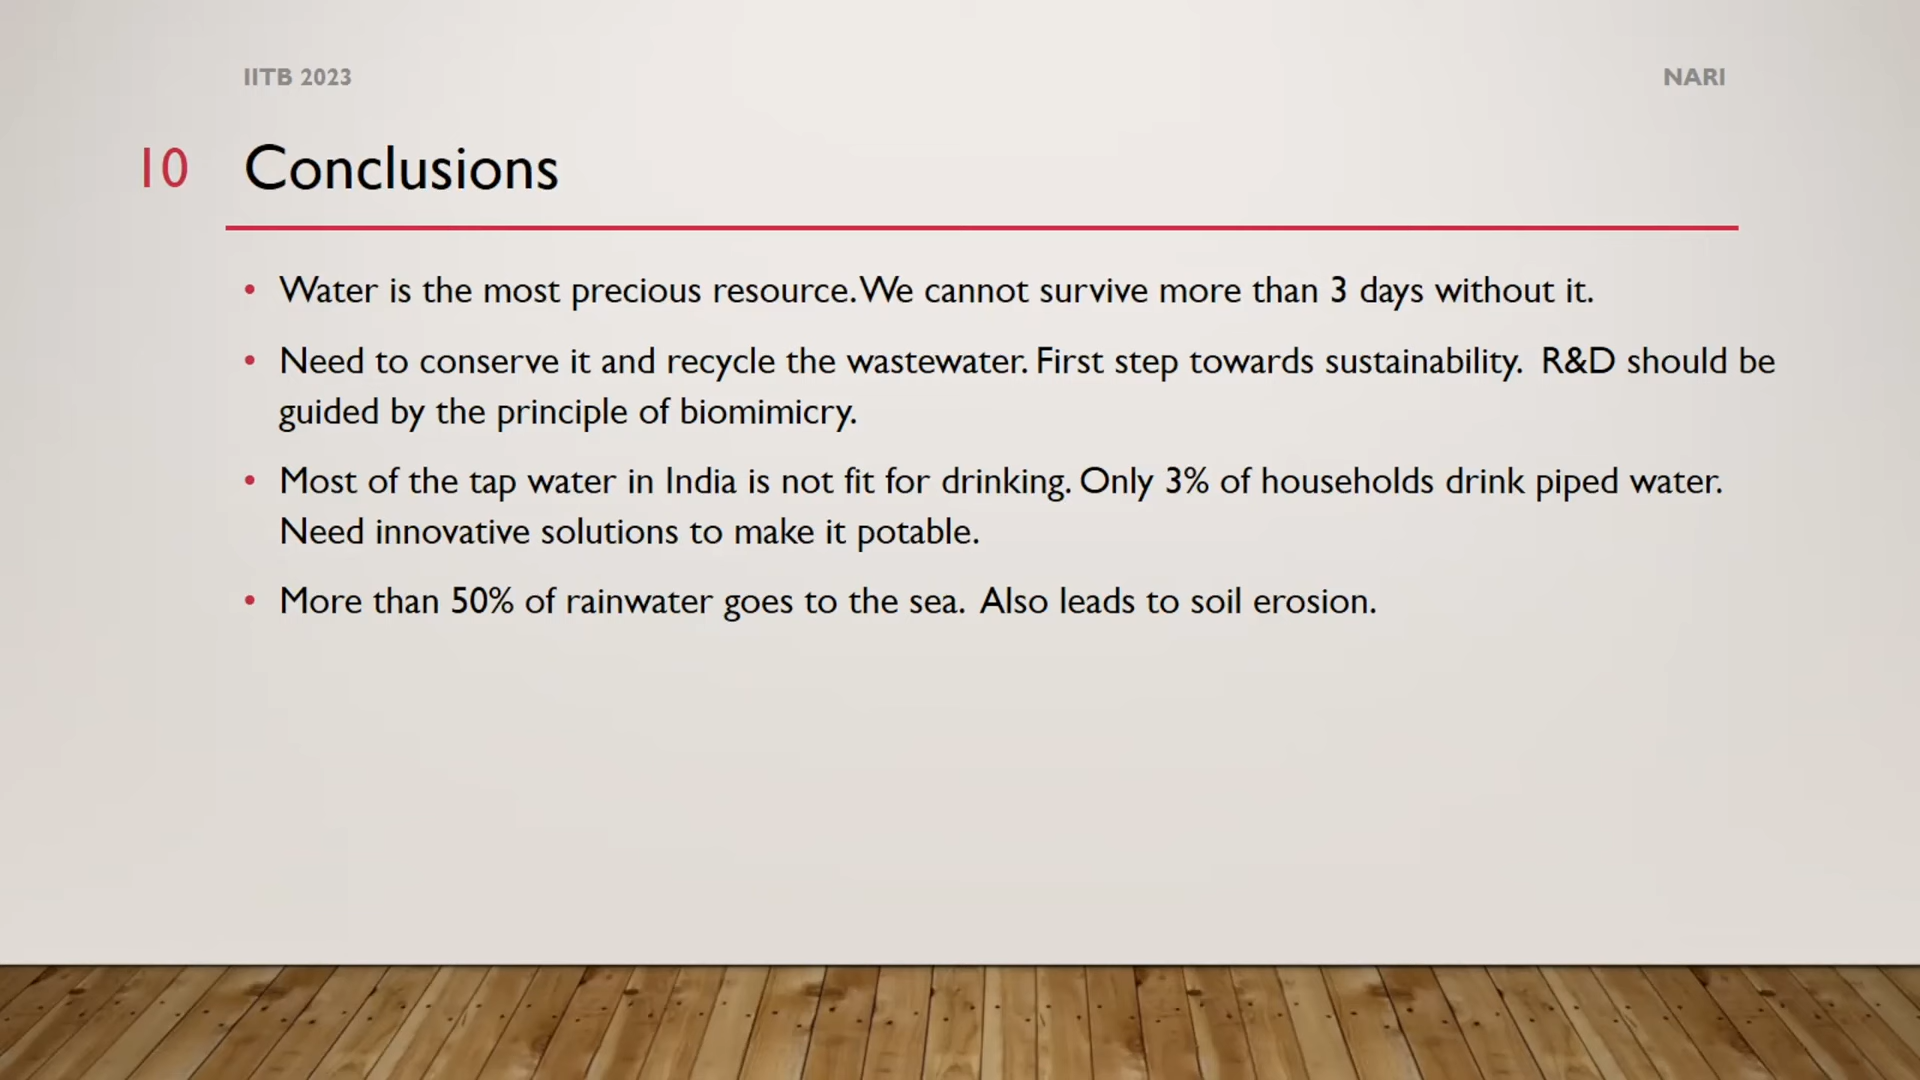 IITB 2023
NARI
10 Conclusions
• Water is the most precious resource. We cannot survive more than 3 days without it.
• Need to conserve it and recycle the wastewater. First step towards sustainability. R&D should be
guided by the principle of biomimicry.
• Most of the tap water in India is not fit for drinking. Only 3% of households drink piped water.
Need innovative solutions to make it potable.
• More than 50% of rainwater goes to the sea. Also leads to soil erosion.